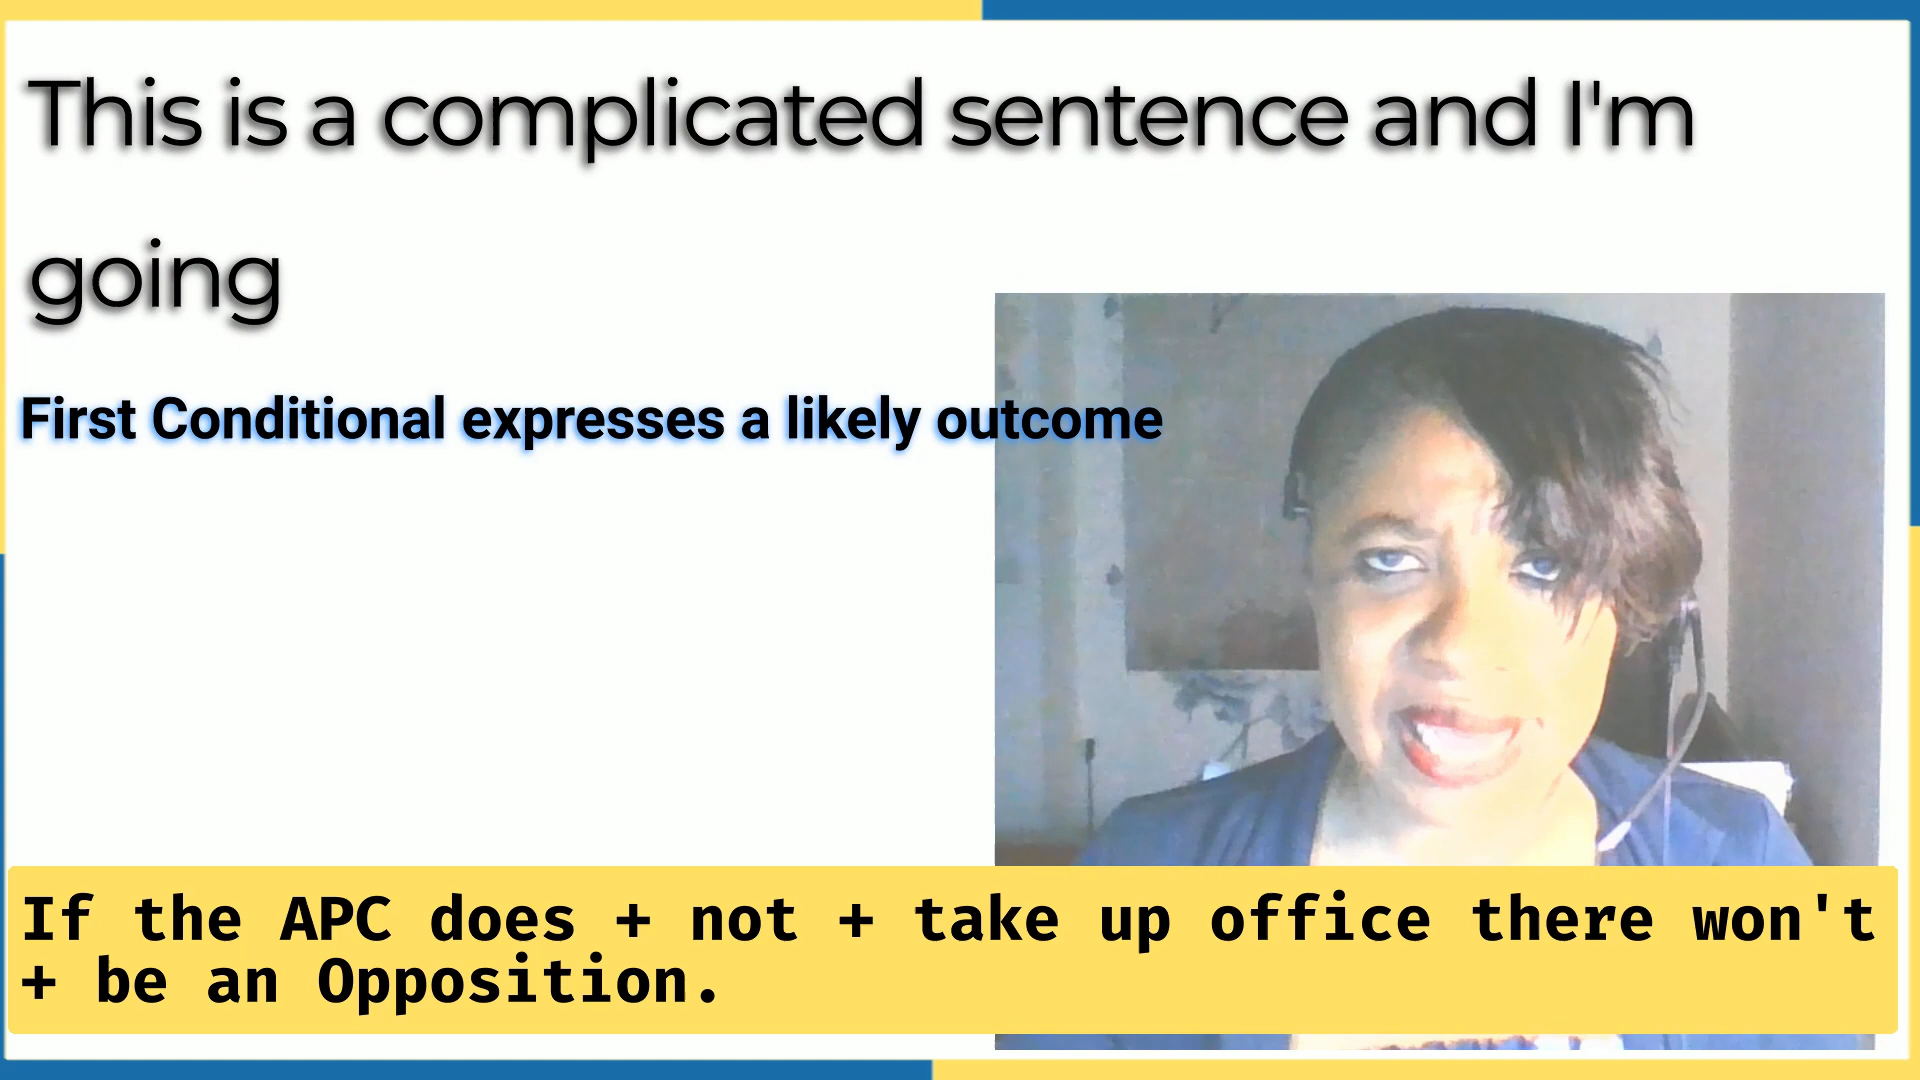 This is a complicated sentence and I'm
going
First Conditional expresses a likely outcome
If the APC does + not + take up office there won't
+ be an Opposition.